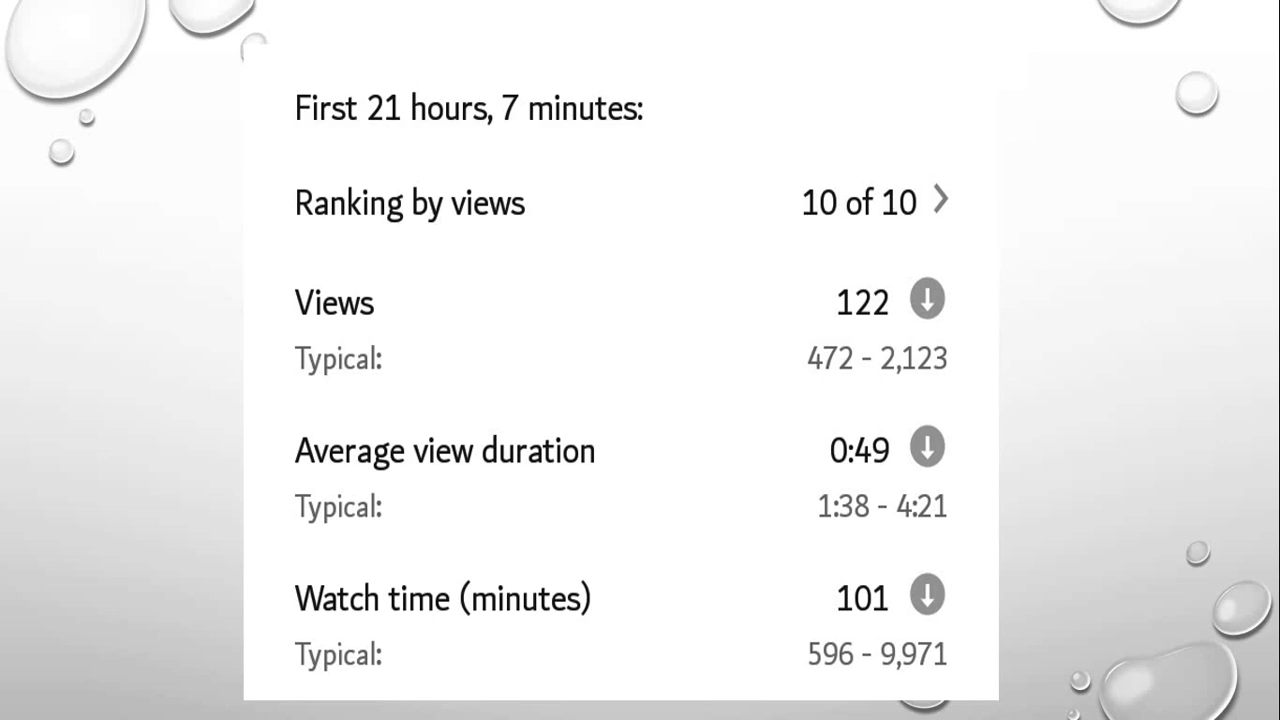 First 21 hours, 7 minutes:
Ranking by views 10 of 10
Views 122
Typical: 472 - 2,123
Average view duration 0:49
Typical: 1:38 - 4:21
Watch time (minutes) 101
Typical: 596 - 9,971